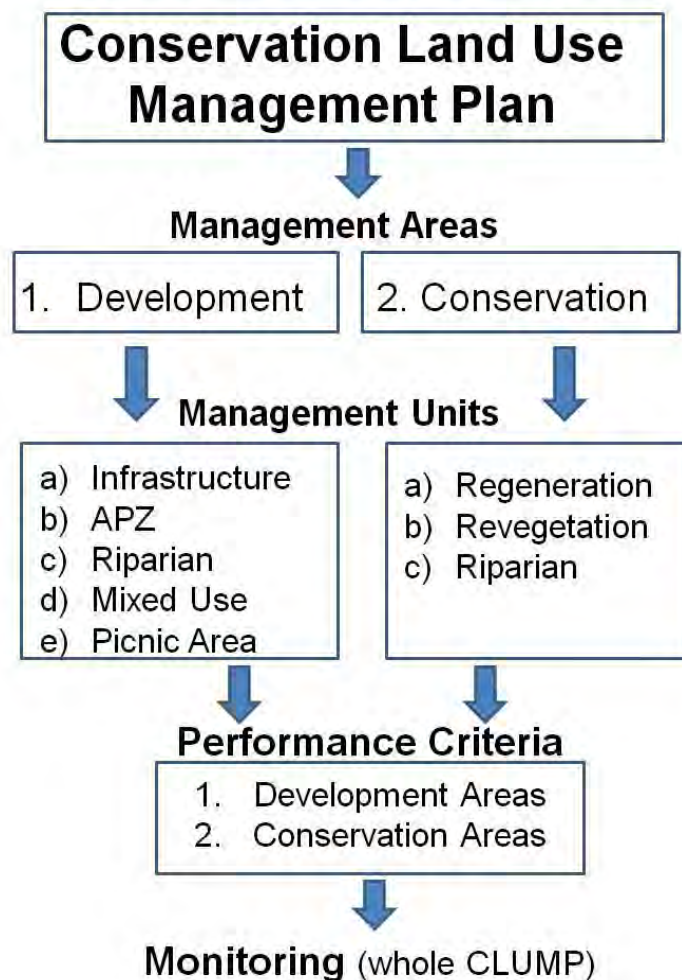 Conservation Land Use
Management Plan
Management Areas
1. Development
2. Conservation
Management Units
a) Infrastructure
b) APZ
c) Riparian
d) Mixed Use
e) Picnic Area
a) Regeneration
b) Revegetation
c) Riparian
Performance Criteria
1. Development Areas
2. Conservation Areas
Monitoring (whole CLUMP)